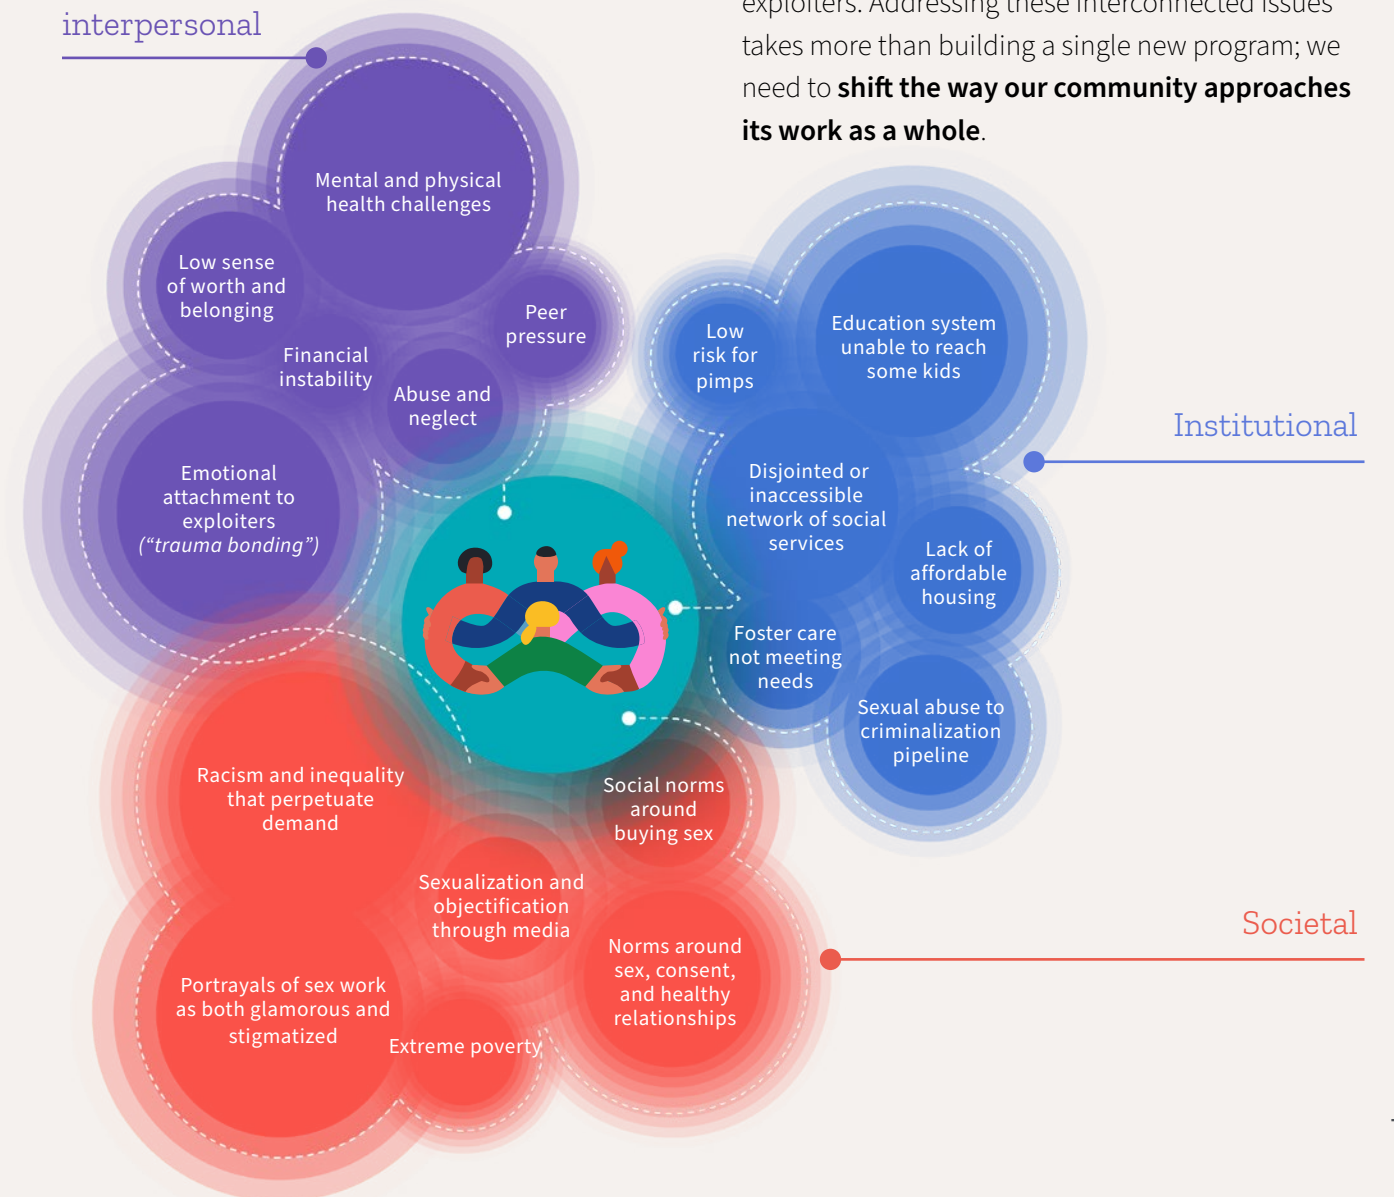 interpersonal
exploiters. Addressing these interconnected issues
takes more than building a single new program; we
need to shift the way our community approaches
its work as a whole.
Mental and physical
health challenges
Low sense
of worth and
belonging
Peer
pressure
Financial
instability
Abuse and
neglect
Emotional
attachment to
exploiters
(“trauma bonding”)
Low
risk for
pimps
Education system
unable to reach
some kids
Institutional
Disjointed or
inaccessible
network of social
services
Lack of
affordable
housing
Foster care
not meeting
needs
Sexual abuse to
criminalization
pipeline
Racism and inequality
that perpetuate
demand
Social norms
around
buying sex
Sexualization and
objectification
through media
Societal
Norms around
sex, consent,
and healthy
relationships
Portrayals of sex work
as both glamorous and
stigmatized
Extreme poverty